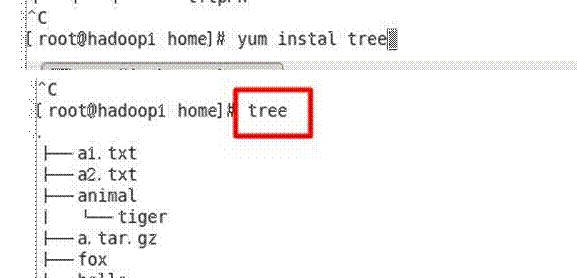 ^C
[ root@hadoop1 home]# yum instal tree
^C
[ root@hadoop1 home]# tree
.
├── a1. txt
├── a2. txt
├── animal
│   └── tiger
├── a. tar. gz
├── fox